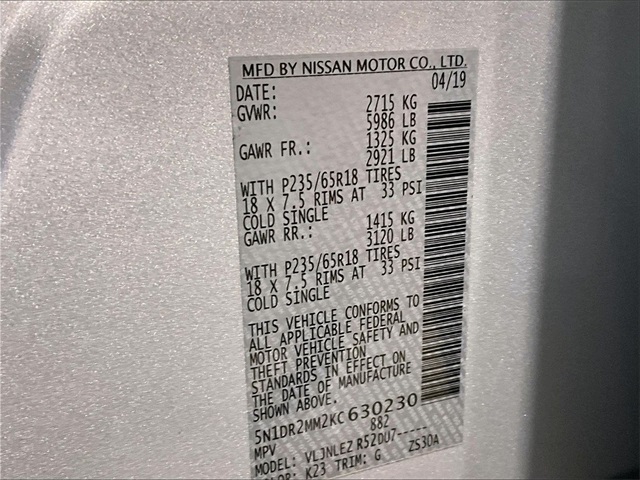 MFD BY NISSAN MOTOR CO., LTD.
DATE: 04/19
GVWR: 2715 KG
5986 LB
GAWR FR.: 1325 KG
2921 LB
WITH P235/65R18 TIRES
18 X 7.5 RIMS AT 33 PSI
COLD SINGLE
GAWR RR.: 1415 KG
3120 LB
WITH P235/65R18 TIRES
18 X 7.5 RIMS AT 33 PSI
COLD SINGLE
THIS VEHICLE CONFORMS TO
ALL APPLICABLE FEDERAL
MOTOR VEHICLE SAFETY AND
THEFT PREVENTION
STANDARDS IN EFFECT ON
THE DATE OF MANUFACTURE
SHOWN ABOVE.
5N1DR2MM2KC630230
MPV 882
MODEL: VLJNLEZ R52DU7-----
COLOR: K23 TRIM: G ZS30A